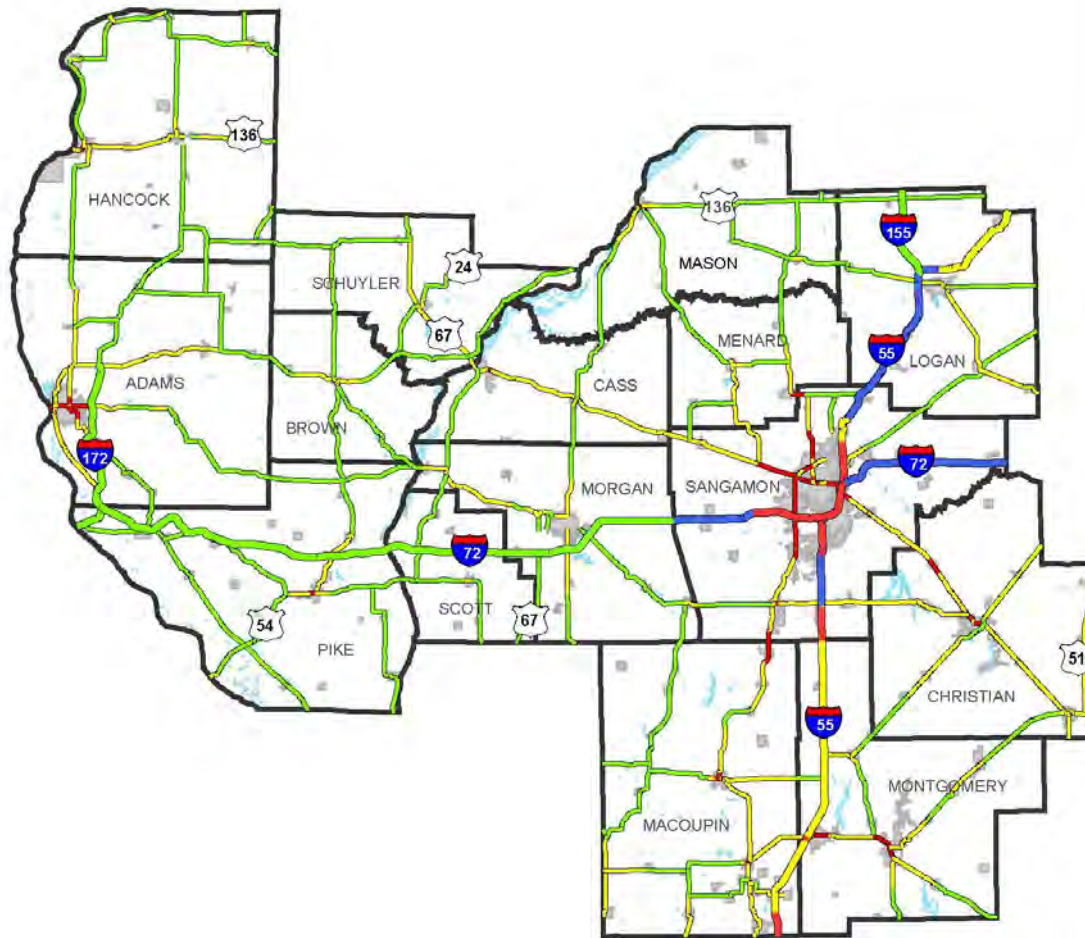 136
HANCOCK
136
155
MASON
24
SCHUYLER
67
MENARD
55
LOGAN
ADAMS
CASS
BROWN
172
72
MORGAN
SANGAMON
72
SCOTT
67
54
PIKE
51
CHRISTIAN
55
MONTGOMERY
MACOUPIN